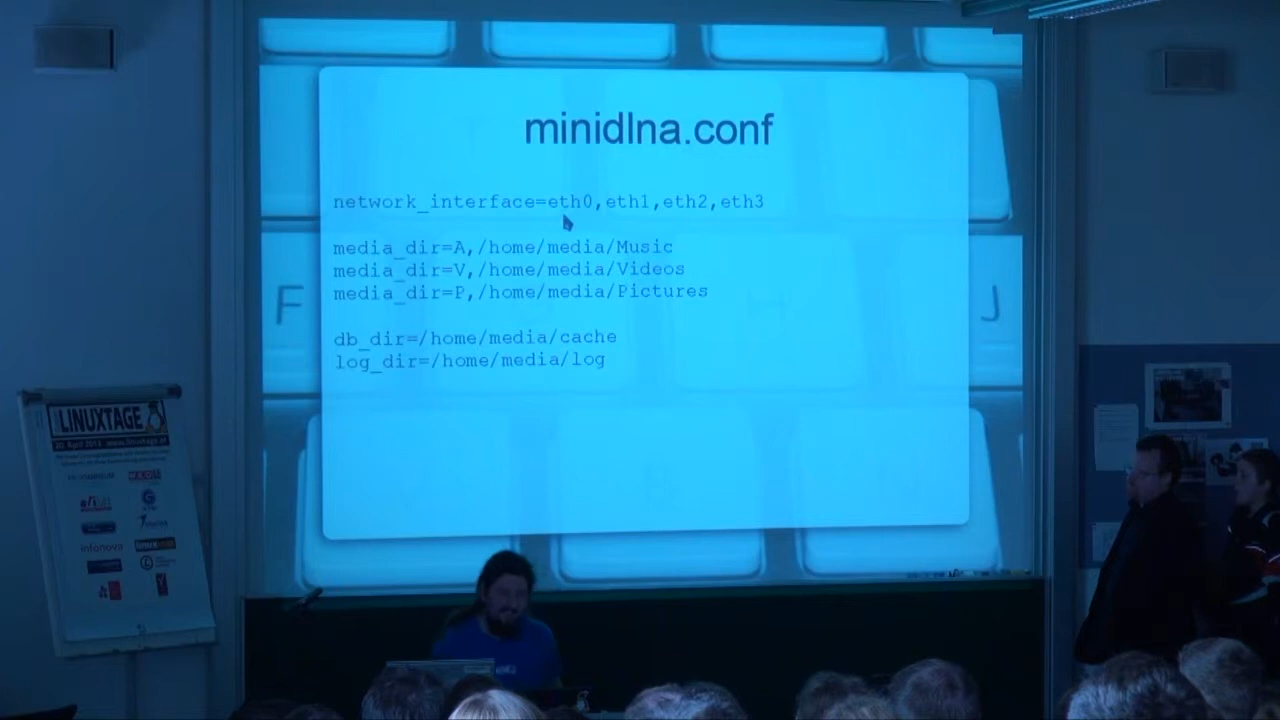 minidlna.conf
network_interface=eth0,eth1,eth2,eth3
media_dir=A,/home/media/Music
media_dir=V,/home/media/Videos
media_dir=P,/home/media/Pictures
db_dir=/home/media/cache
log_dir=/home/media/log
F
H
J
B
N
LINUXTAGE
infonova